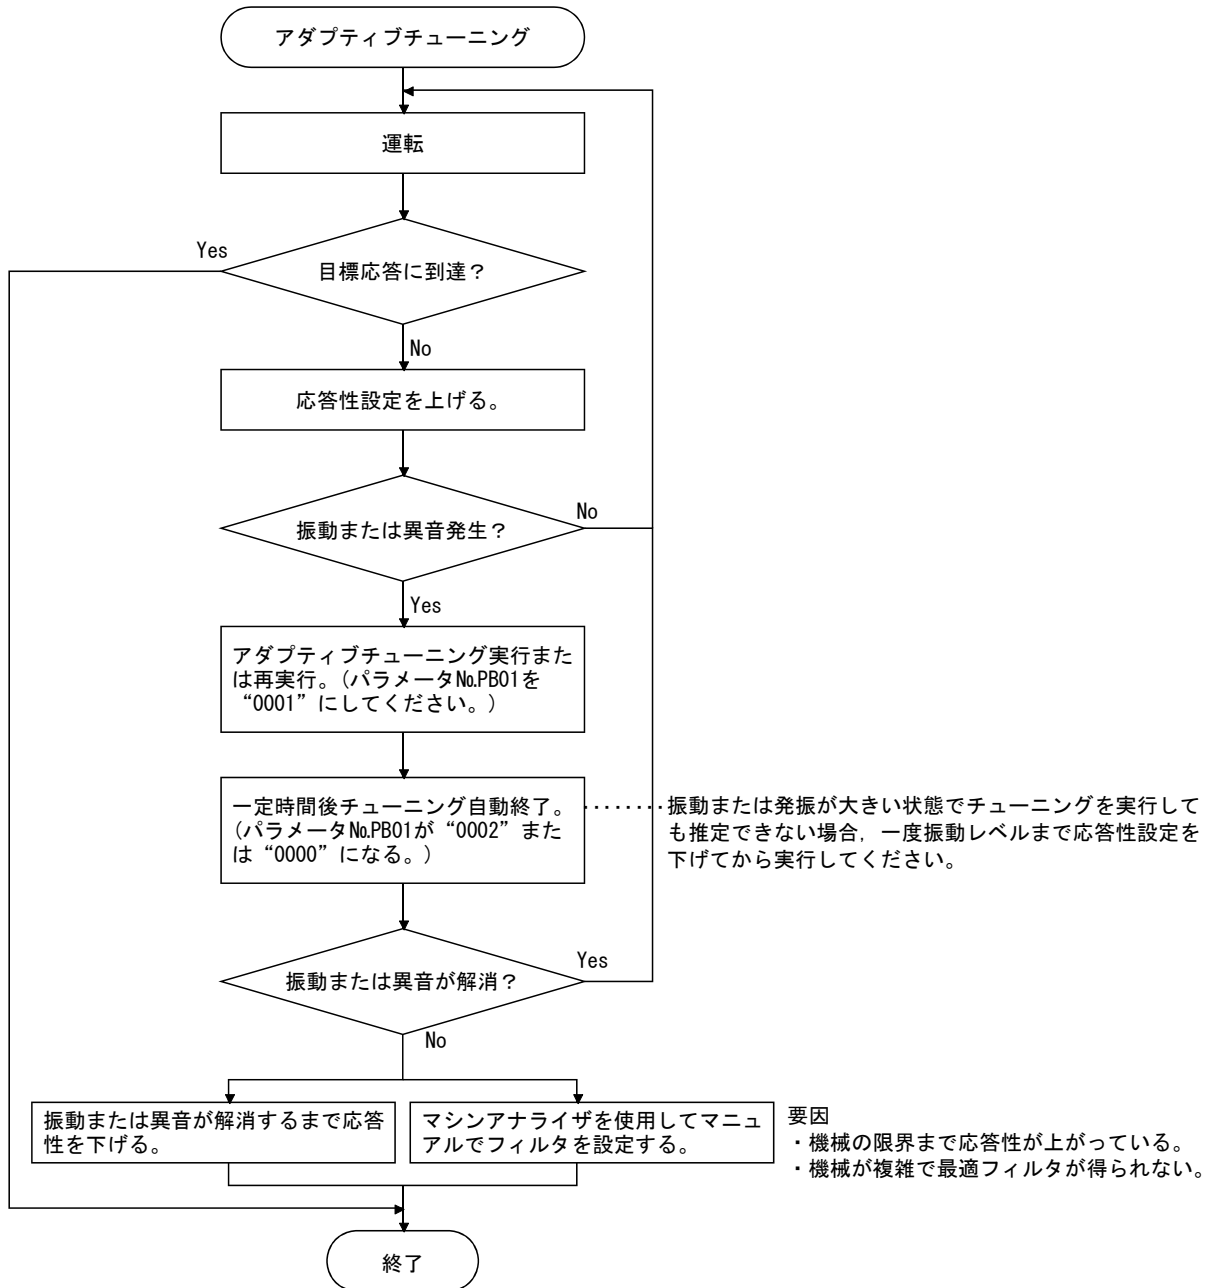 アダプティブチューニング
運転
Yes
目標応答に到達？
No
応答性設定を上げる。
No
振動または異音発生？
Yes
アダプティブチューニング実行また
は再実行。(パラメータ№PB01を
“0001”にしてください。)
一定時間後チューニング自動終了。
(パラメータ№PB01が“0002”また
は“0000”になる。)
振動または発振が大きい状態でチューニングを実行して
も推定できない場合，一度振動レベルまで応答性設定を
下げてから実行してください。
Yes
振動または異音が解消？
No
振動または異音が解消するまで応答
性を下げる。
マシンアナライザを使用してマニュ
アルでフィルタを設定する。
要因
・機械の限界まで応答性が上がっている。
・機械が複雑で最適フィルタが得られない。
終了